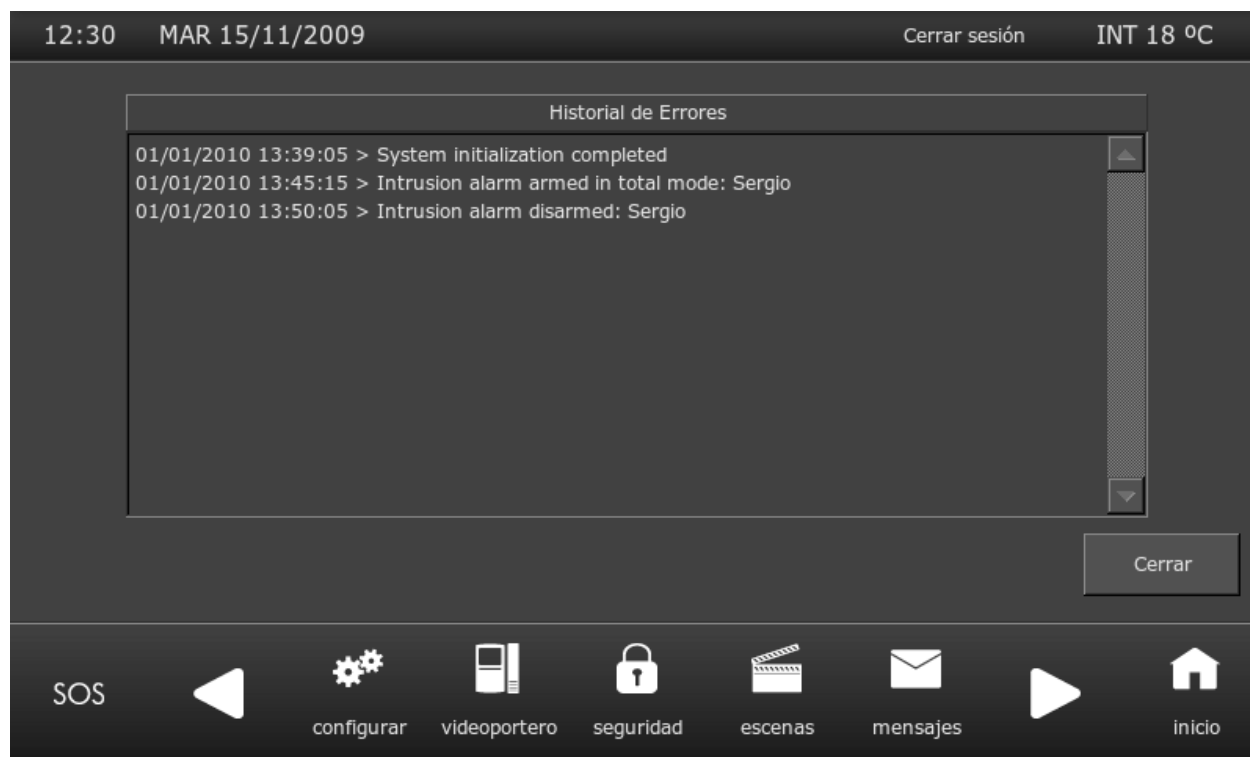 12:30 MAR 15/11/2009 Cerrar sesión INT 18 ºC
Historial de Errores
01/01/2010 13:39:05 > System initialization completed
01/01/2010 13:45:15 > Intrusion alarm armed in total mode: Sergio
01/01/2010 13:50:05 > Intrusion alarm disarmed: Sergio
Cerrar
SOS configurar videoportero seguridad escenas mensajes inicio